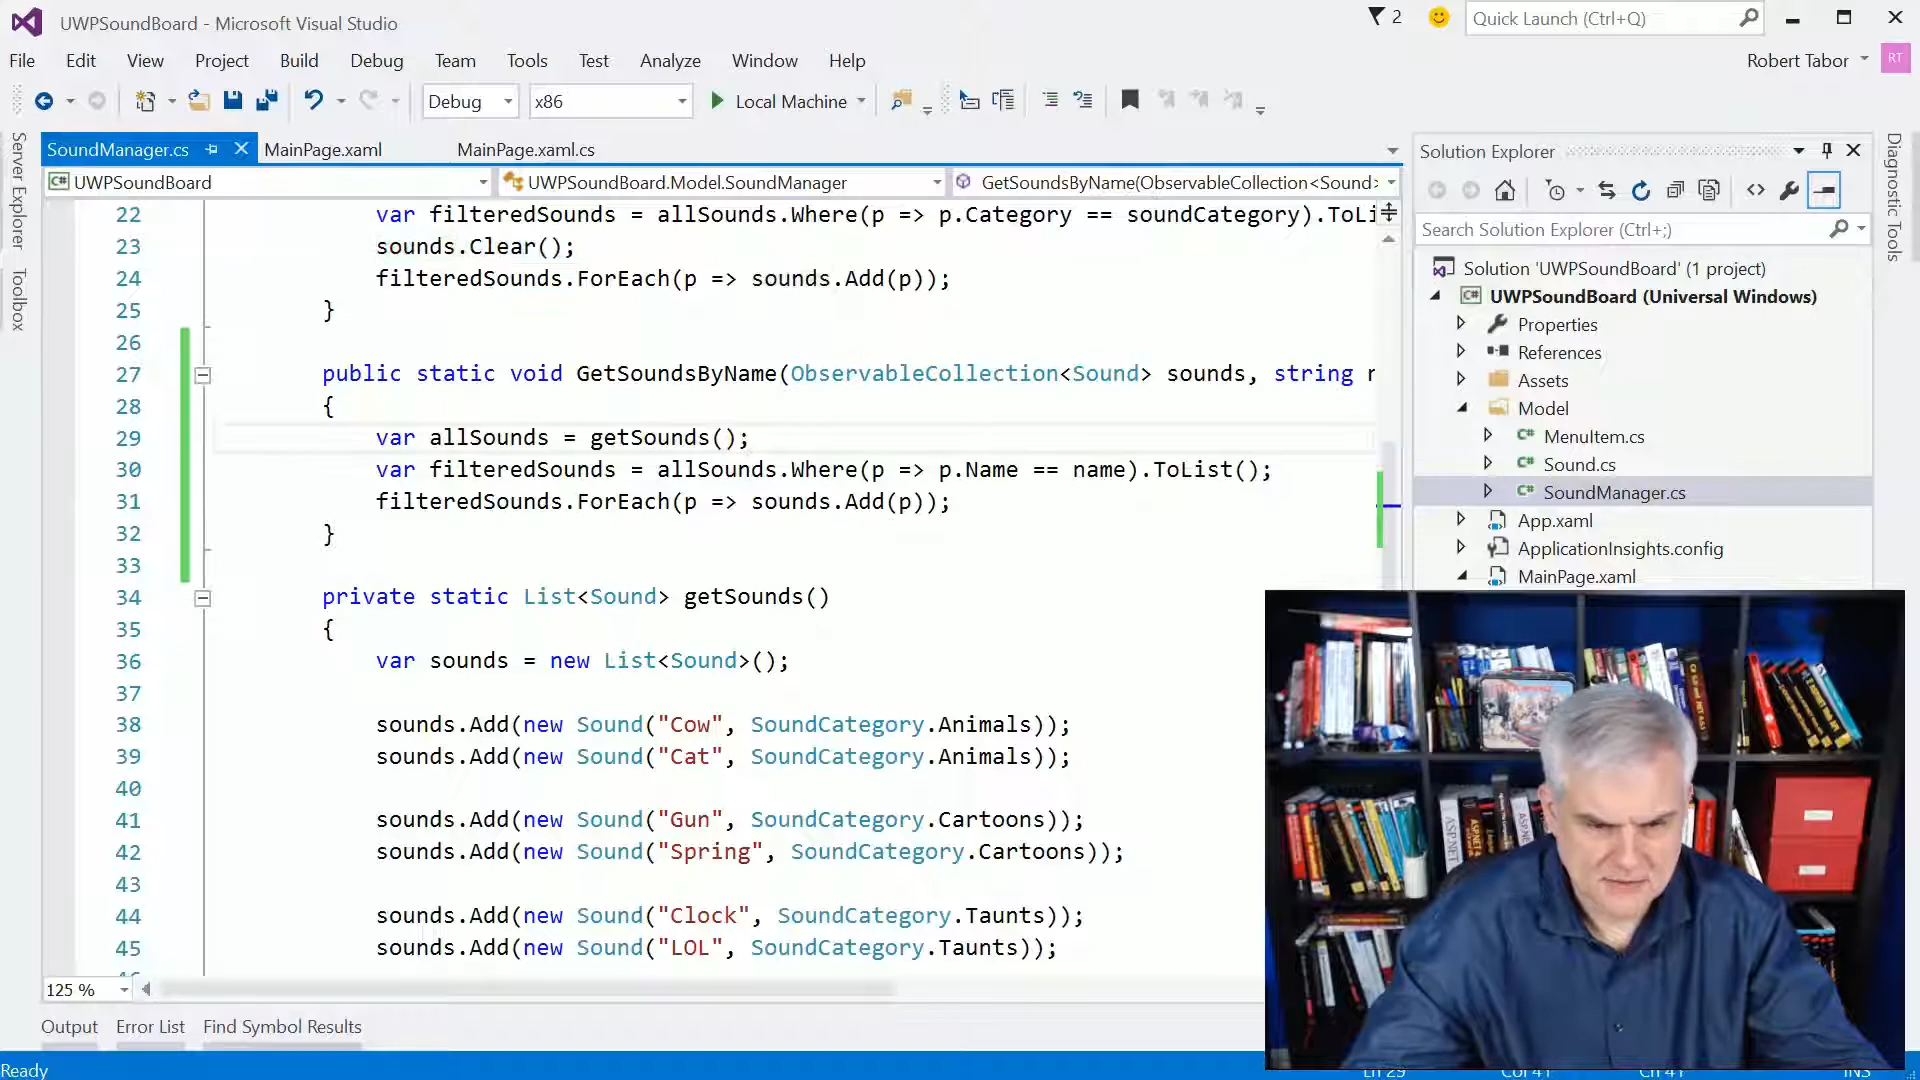 UWPSoundBoard - Microsoft Visual Studio
2
Quick Launch (Ctrl+Q)
File Edit View Project Build Debug Team Tools Test Analyze Window Help
Robert Tabor
RT
Debug
x86
Local Machine
Server Explorer
Toolbox
SoundManager.cs
MainPage.xaml
MainPage.xaml.cs
UWPSoundBoard
UWPSoundBoard.Model.SoundManager
GetSoundsByName(ObservableCollection<Sound>
22 var filteredSounds = allSounds.Where(p => p.Category == soundCategory).ToLi
23 sounds.Clear();
24 filteredSounds.ForEach(p => sounds.Add(p));
25 }
26
27 public static void GetSoundsByName(ObservableCollection<Sound> sounds, string
28 {
29 var allSounds = getSounds();
30 var filteredSounds = allSounds.Where(p => p.Name == name).ToList();
31 filteredSounds.ForEach(p => sounds.Add(p));
32 }
33
34 private static List<Sound> getSounds()
35 {
36 var sounds = new List<Sound>();
37
38 sounds.Add(new Sound("Cow", SoundCategory.Animals));
39 sounds.Add(new Sound("Cat", SoundCategory.Animals));
40
41 sounds.Add(new Sound("Gun", SoundCategory.Cartoons));
42 sounds.Add(new Sound("Spring", SoundCategory.Cartoons));
43
44 sounds.Add(new Sound("Clock", SoundCategory.Taunts));
45 sounds.Add(new Sound("LOL", SoundCategory.Taunts));
125 %
Output Error List Find Symbol Results
Ready
Ln 29
Col 41
Ch 41
INS
Solution Explorer
Search Solution Explorer (Ctrl+;)
Solution 'UWPSoundBoard' (1 project)
UWPSoundBoard (Universal Windows)
Properties
References
Assets
Model
MenuItem.cs
Sound.cs
SoundManager.cs
App.xaml
ApplicationInsights.config
MainPage.xaml
Diagnostic Tools